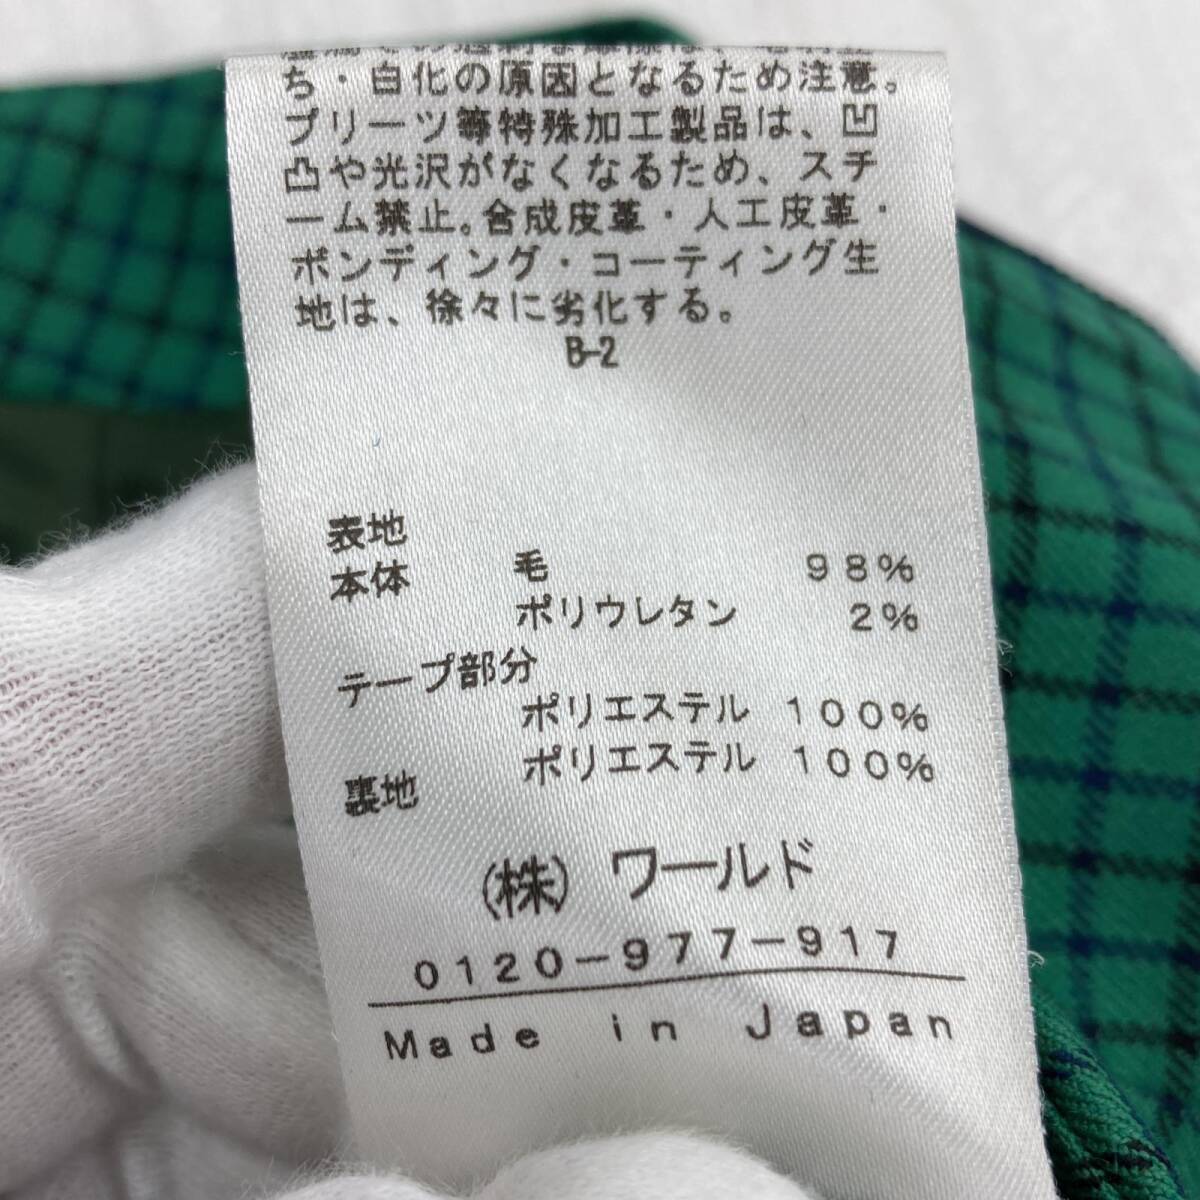 ち・白化の原因となるため注意。
プリーツ等特殊加工製品は、凹
凸や光沢がなくなるため、スチ
ーム禁止。合成皮革・人工皮革・
ボンディング・コーティング生
地は、徐々に劣化する。
B-2
表地
本体 毛 98%
ポリウレタン 2%
テープ部分
ポリエステル 100%
裏地 ポリエステル 100%
(株) ワールド
0120-977-917
Made in Japan